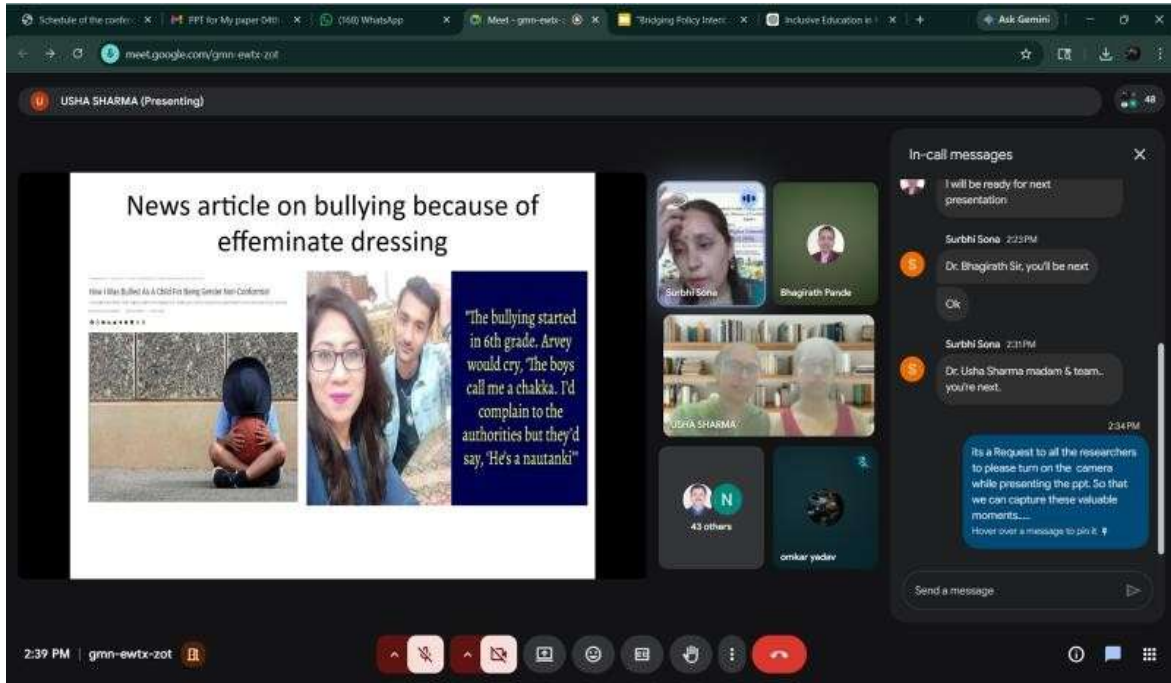 Schedule of the confer
PPT for My paper 04th
(160) WhatsApp
Meet - gmn-ewtx-z
"Bridging Policy Intent
Inclusive Education in
Ask Gemini
meet.google.com/gmn-ewtx-zot
U
USHA SHARMA (Presenting)
48
News article on bullying because of
effeminate dressing
How I Was Bullied As A Child For Being Gender Non-Conformist
"The bullying started
in 6th grade. Arvey
would cry, 'The boys
call me a chakka. I'd
complain to the
authorities but they'd
say, 'He's a nautanki'"
Surbhi Sona
Bhagirath Pande
USHA SHARMA
N
43 others
omkar yadav
In-call messages
I will be ready for next
presentation
Surbhi Sona 2:23 PM
S
Dr. Bhagirath Sir, you'll be next
Ok
Surbhi Sona 2:31 PM
S
Dr. Usha Sharma madam & team..
you're next.
2:34 PM
its a Request to all the researchers
to please turn on the camera
while presenting the ppt. So that
we can capture these valuable
moments.....
Hover over a message to pin it
Send a message
2:39 PM | gmn-ewtx-zot